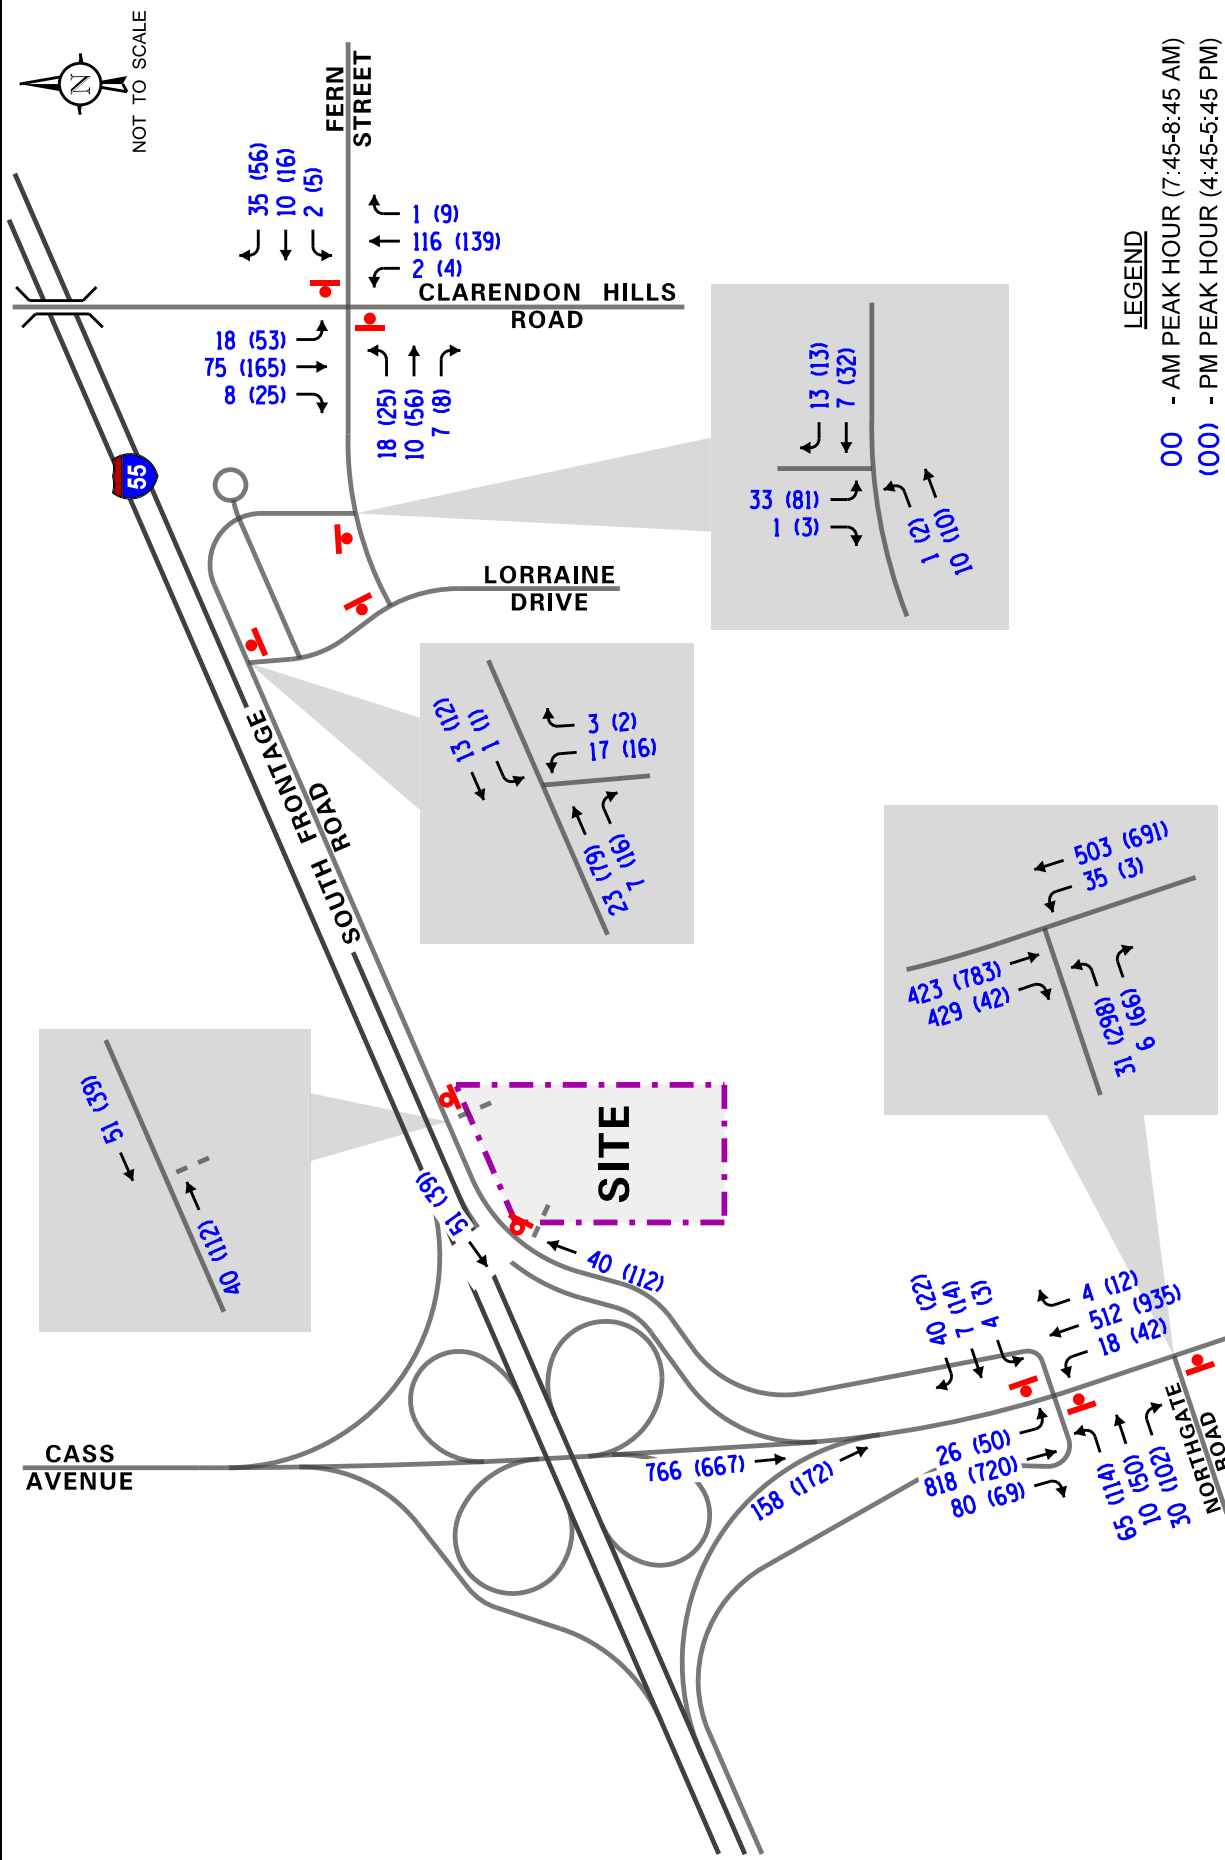 NOT TO SCALE
N
FERN
STREET
35 (56)
10 (16)
2 (5)
1 (9)
116 (139)
2 (4)
CLARENDON HILLS
ROAD
18 (53)
75 (165)
8 (25)
18 (25)
10 (56)
7 (8)
55
13 (13)
7 (32)
33 (81)
1 (3)
1 (2)
10 (10)
LORRAINE
DRIVE
SOUTH FRONTAGE
ROAD
13 (12)
1 (1)
3 (2)
17 (16)
23 (79)
7 (16)
503 (691)
35 (3)
423 (783)
429 (42)
31 (298)
6 (66)
51 (39)
40 (112)
SITE
51 (39)
40 (112)
CASS
AVENUE
766 (667)
158 (172)
40 (22)
7 (14)
4 (3)
4 (12)
512 (935)
18 (42)
26 (50)
818 (720)
80 (69)
65 (114)
10 (50)
30 (102)
NORTHGATE
ROAD
LEGEND
00 - AM PEAK HOUR (7:45-8:45 AM)
(00) - PM PEAK HOUR (4:45-5:45 PM)